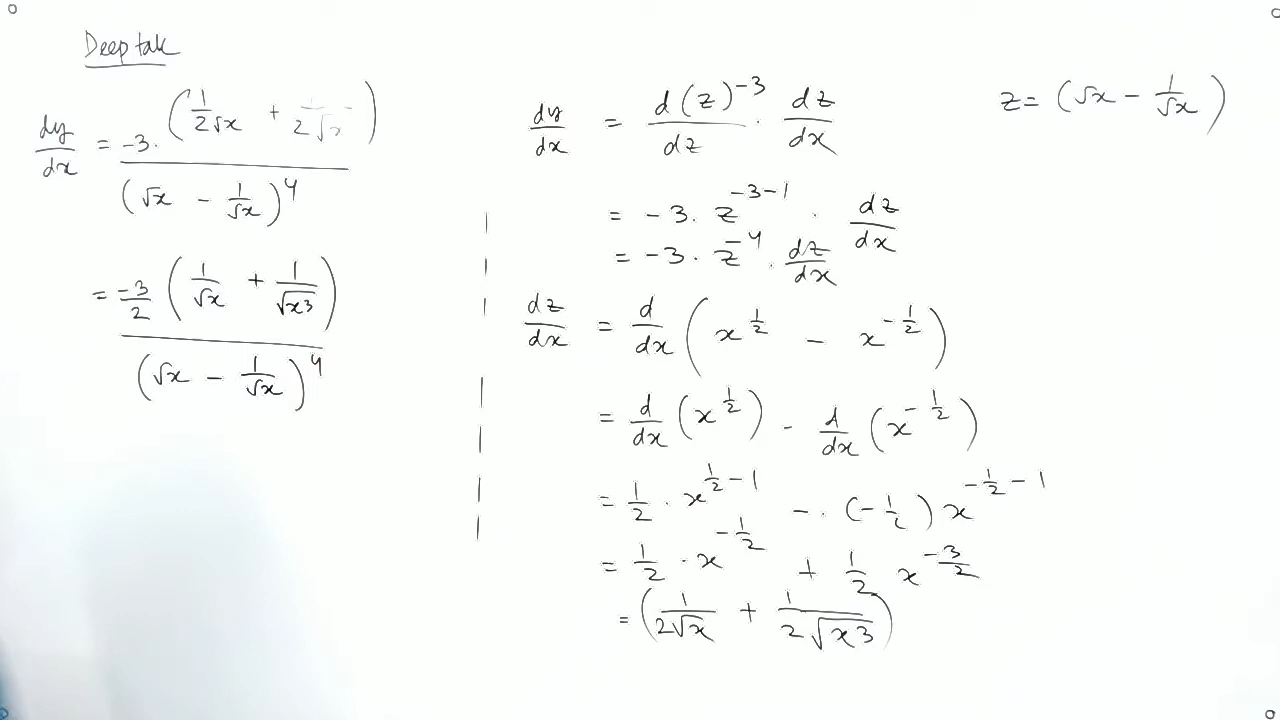 Deeptak
dy/dx = -3. (1/2√x + 1/2√x
/ (√x - 1/√x)^4
= -3/2 (1/√x + 1/√x3)
/ (√x - 1/√x)^4
z = (√x - 1/√x)
dy/dx = d(z)^-3/dz . dz/dx
= -3. z^-3-1 . dz/dx
= -3. z^-4 . dz/dx
dz/dx = d/dx (x^1/2 - x^-1/2)
= d/dx (x^1/2) - d/dx (x^-1/2)
= 1/2 . x^1/2-1 - . (-1/2) x^-1/2-1
= 1/2 . x^-1/2 + 1/2 x^-3/2
= (1/2√x + 1/2√x3)